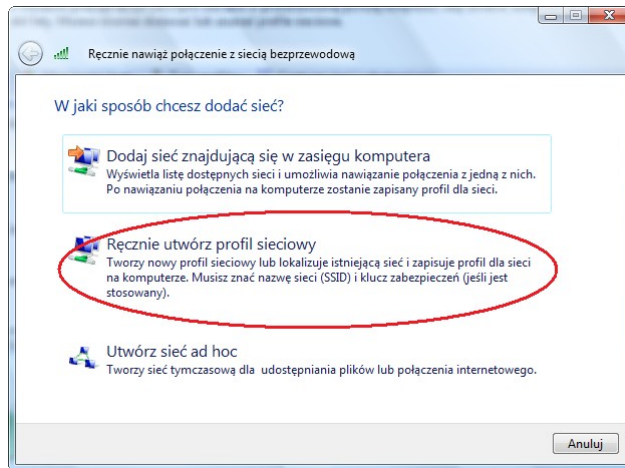 Ręcznie nawiąż połączenie z siecią bezprzewodową
W jaki sposób chcesz dodać sieć?
Dodaj sieć znajdującą się w zasięgu komputera
Wyświetla listę dostępnych sieci i umożliwia nawiązanie połączenia z jedną z nich.
Po nawiązaniu połączenia na komputerze zostanie zapisany profil dla sieci.
Ręcznie utwórz profil sieciowy
Tworzy nowy profil sieciowy lub lokalizuje istniejącą sieć i zapisuje profil dla sieci
na komputerze. Musisz znać nazwę sieci (SSID) i klucz zabezpieczeń (jeśli jest
stosowany).
Utwórz sieć ad hoc
Tworzy sieć tymczasową dla udostępniania plików lub połączenia internetowego.
Anuluj